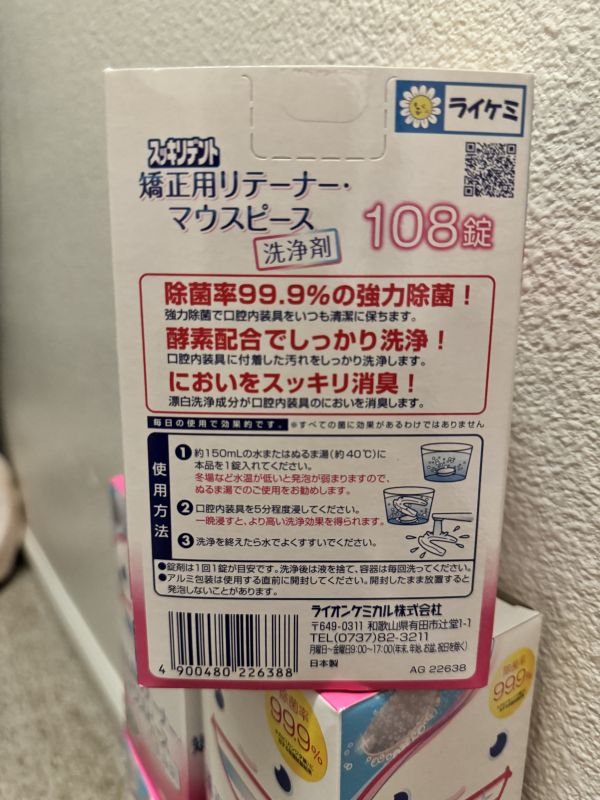 ライケミ
スッキリデント
矯正用リテーナー・
マウスピース
洗浄剤
108錠
除菌率99.9%の強力除菌！
強力除菌で口腔内装具をいつも清潔に保ちます。
酵素配合でしっかり洗浄！
口腔内装具に付着した汚れをしっかり洗浄します。
においをスッキリ消臭！
漂白洗浄成分が口腔内装具のにおいを消臭します。
毎日の使用で効果的です。 ※すべての菌に効果があるわけではありません
使用方法
1 約150mLの水またはぬるま湯(約40℃)に
本品を1錠入れてください。
冬場など水温が低いと発泡が弱まりますので、
ぬるま湯でのご使用をお勧めします。
2 口腔内装具を5分程度浸してください。
一晩浸すと、より高い洗浄効果を得られます。
3 洗浄を終えたら水でよくすすいでください。
●錠剤は1回1錠が目安です。洗浄後は液を捨て、容器は毎回洗ってください。
●アルミ包装は使用する直前に開封してください。開封したまま放置すると
発泡しないことがあります。
ライオンケミカル株式会社
〒649-0311 和歌山県有田市辻堂1-1
TEL(0737)82-3211
月曜日〜金曜日9:00〜17:00(年末、年始、お盆、祝日を除く)
日本製
AG 22638
4 900480 226388
除菌率
99.9%
除菌率
99.9%